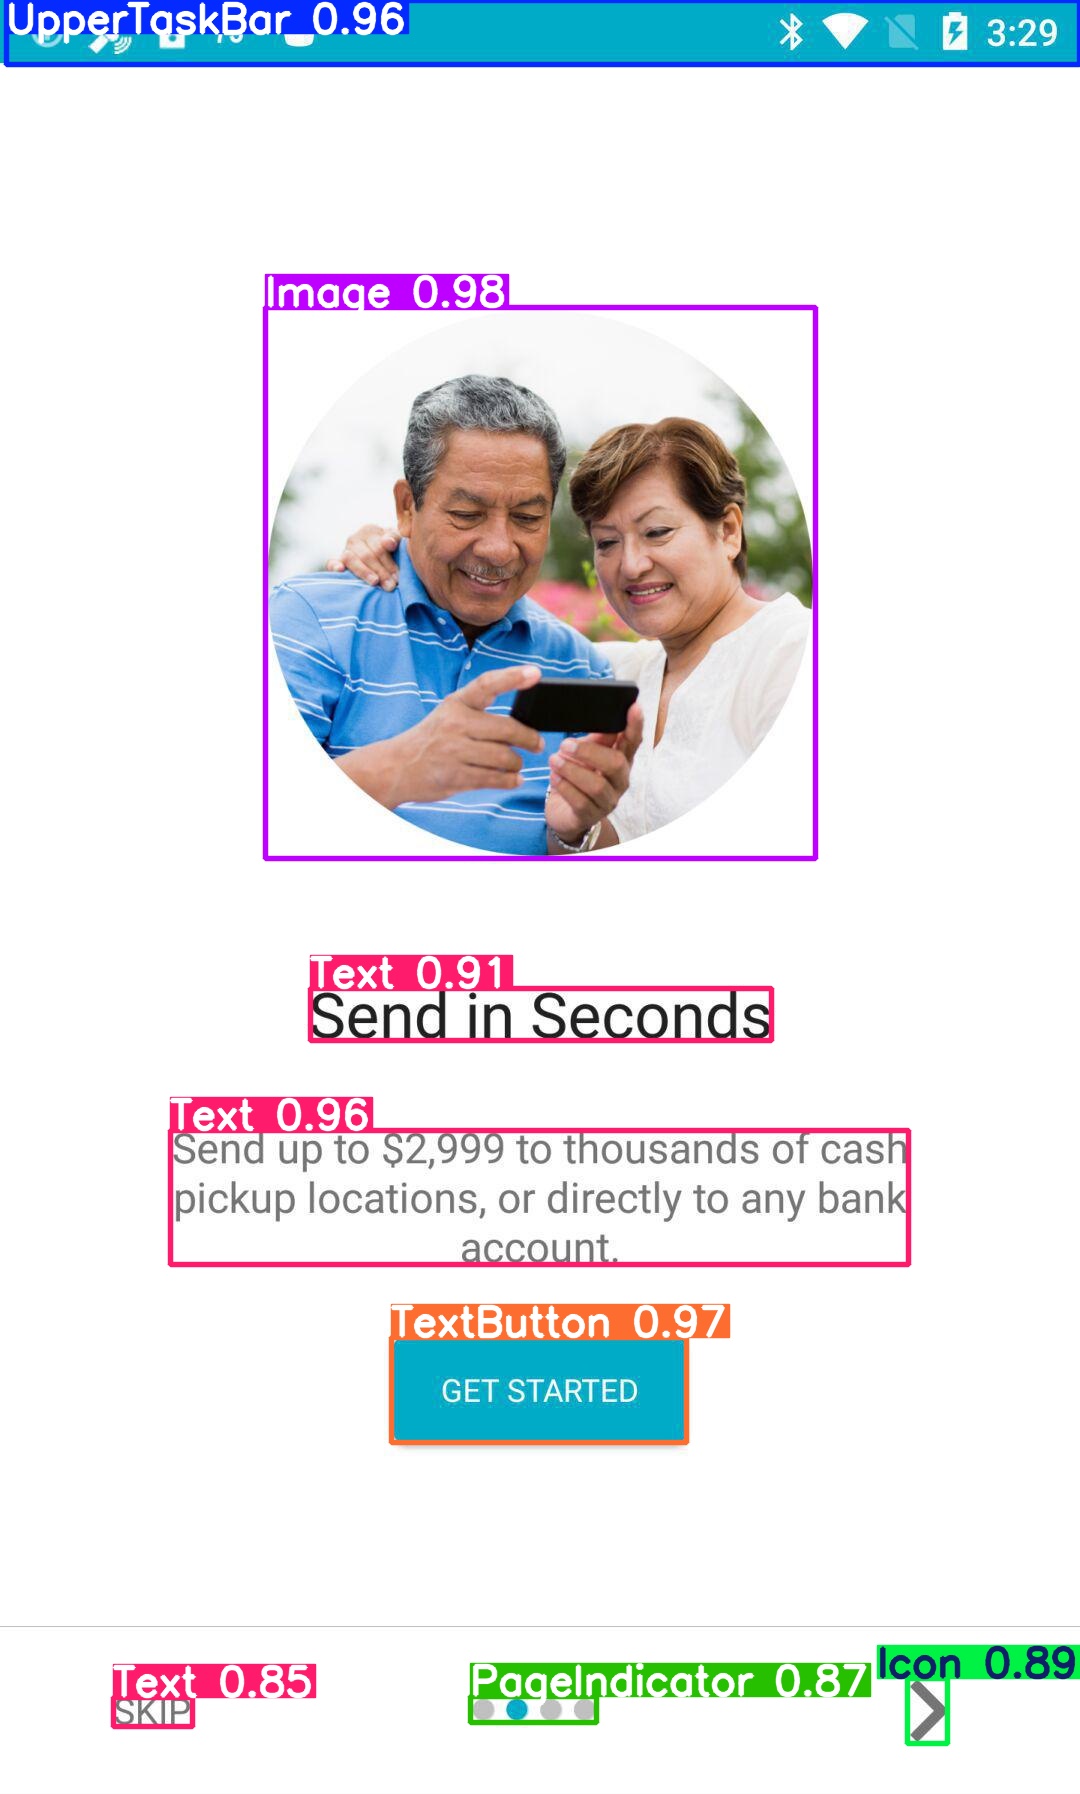 UpperTaskBar 0.96
3:29
Image 0.98
Text 0.91
Send in Seconds
Text 0.96
Send up to $2,999 to thousands of cash
pickup locations, or directly to any bank
account.
TextButton 0.97
GET STARTED
Text 0.85
SKIP
PageIndicator 0.87
Icon 0.89